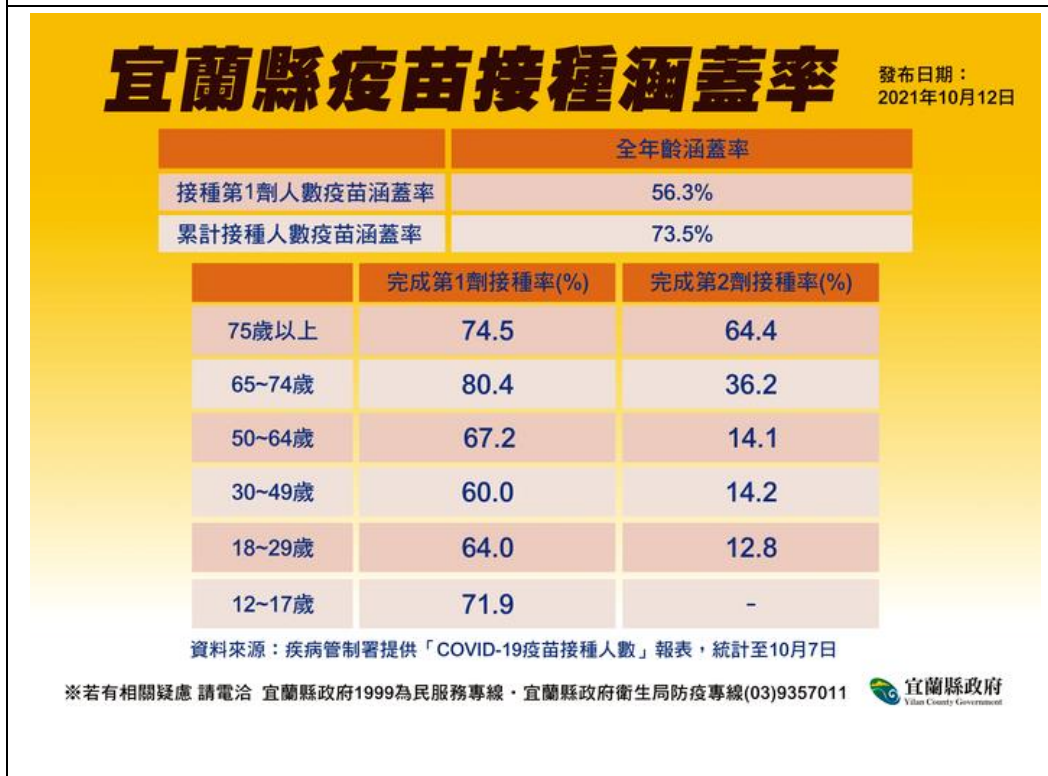 宜蘭縣疫苗接種涵蓋率
發布日期：
2021年10月12日
全年齡涵蓋率
接種第1劑人數疫苗涵蓋率 56.3%
累計接種人數疫苗涵蓋率 73.5%
完成第1劑接種率(%) 完成第2劑接種率(%)
75歲以上 74.5 64.4
65~74歲 80.4 36.2
50~64歲 67.2 14.1
30~49歲 60.0 14.2
18~29歲 64.0 12.8
12~17歲 71.9 -
資料來源：疾病管制署提供「COVID-19疫苗接種人數」報表，統計至10月7日
※若有相關疑慮 請電洽 宜蘭縣政府1999為民服務專線・宜蘭縣政府衛生局防疫專線(03)9357011
宜蘭縣政府
Yilan County Government